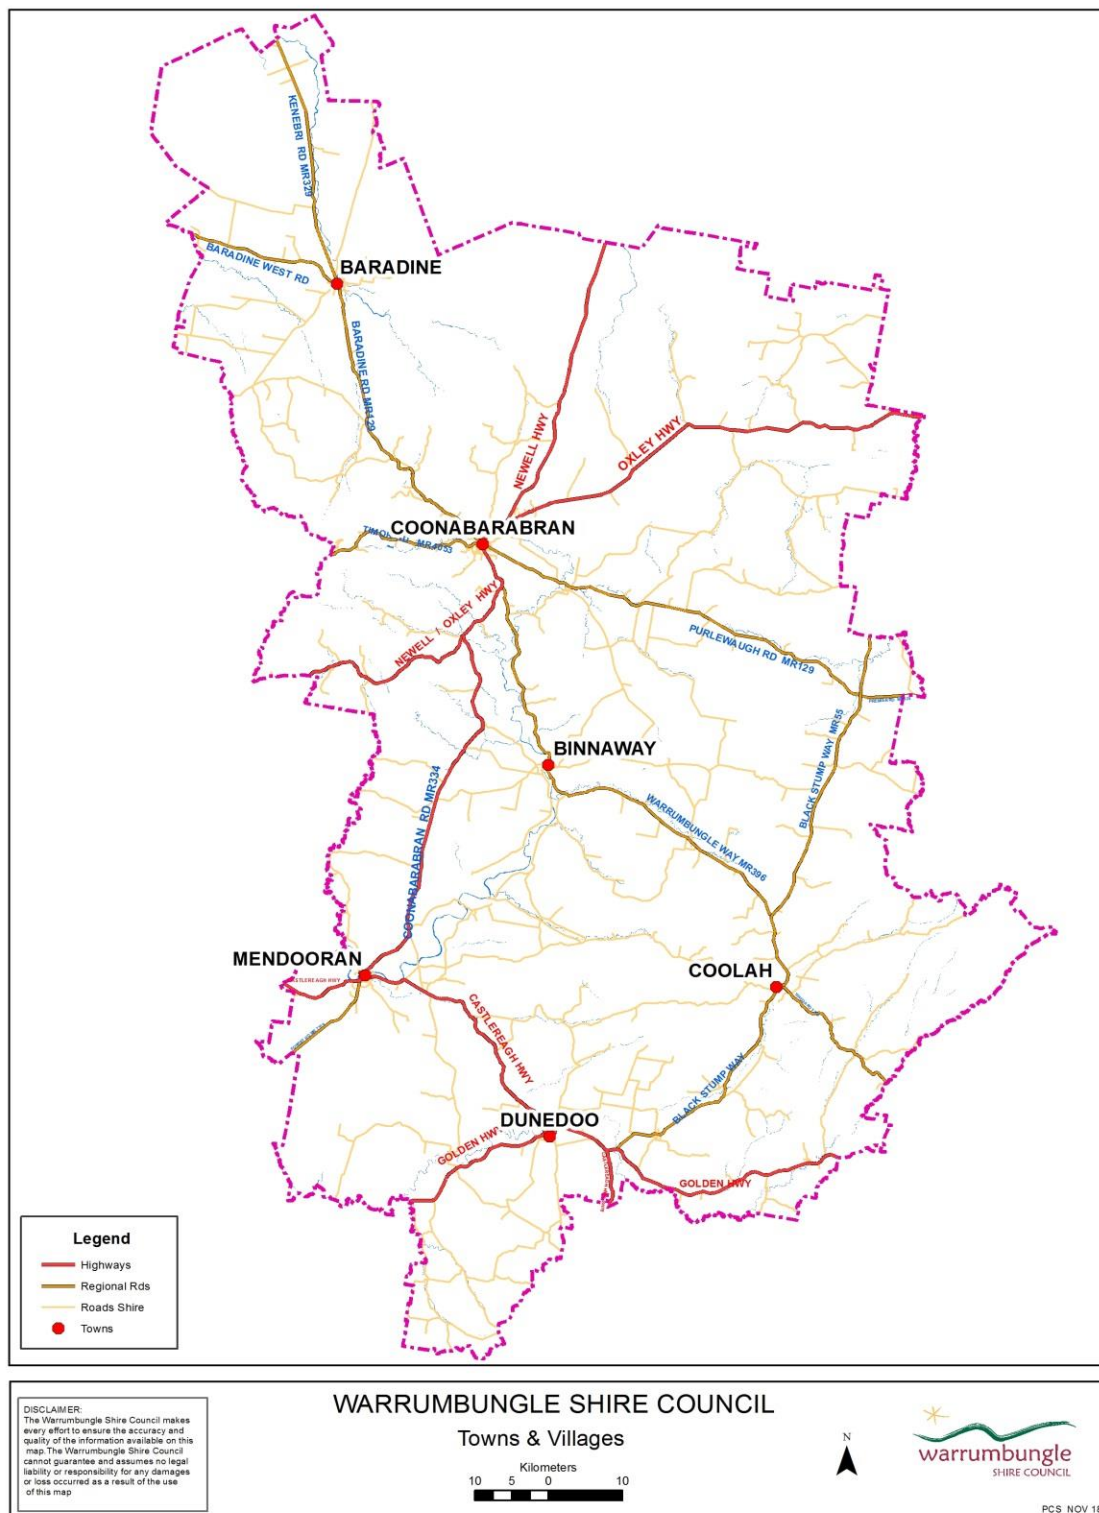 KENEBRI RD MR329
BARADINE WEST RD
BARADINE
BARADINE RD MR129
NEWELL HWY
OXLEY HWY
COONABARABRAN
NEWELL / OXLEY HWY
PURLEWAUGH RD MR129
BLACK STUMP WAY MR55
BINNAWAY
WARRUMBUNGLE WAY MR396
COONABARABRAN RD MR334
MENDOORAN
COOLAH
CASTLEREAGH HWY
BLACK STUMP WAY
DUNEDOO
GOLDEN HWY
GOLDEN HWY
Legend
Highways
Regional Rds
Roads Shire
Towns
DISCLAIMER:
The Warrumbungle Shire Council makes
every effort to ensure the accuracy and
quality of the information available on this
map. The Warrumbungle Shire Council
cannot guarantee and assumes no legal
liability or responsibility for any damages
or loss occurred as a result of the use
of this map
WARRUMBUNGLE SHIRE COUNCIL
Towns & Villages
Kilometers
10 5 0 10
N
warrumbungle
SHIRE COUNCIL
PCS NOV 18